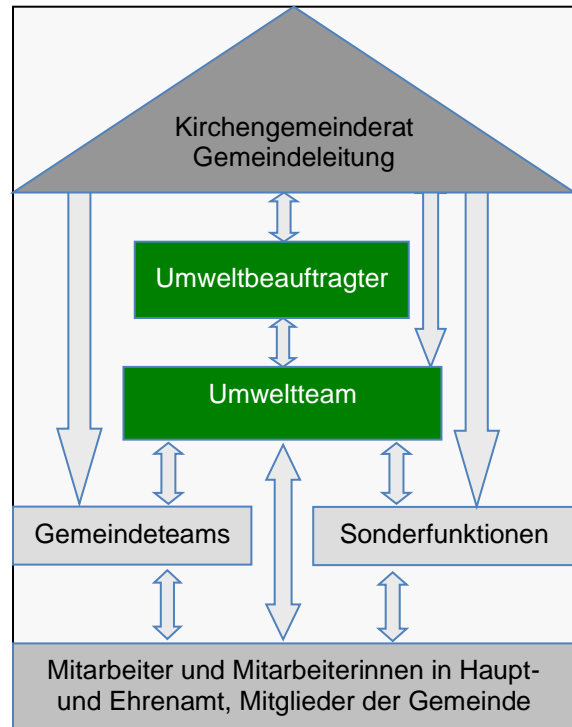 Kirchengemeinderat
Gemeindeleitung
Umweltbeauftragter
Umweltteam
Gemeindeteams
Sonderfunktionen
Mitarbeiter und Mitarbeiterinnen in Haupt-
und Ehrenamt, Mitglieder der Gemeinde